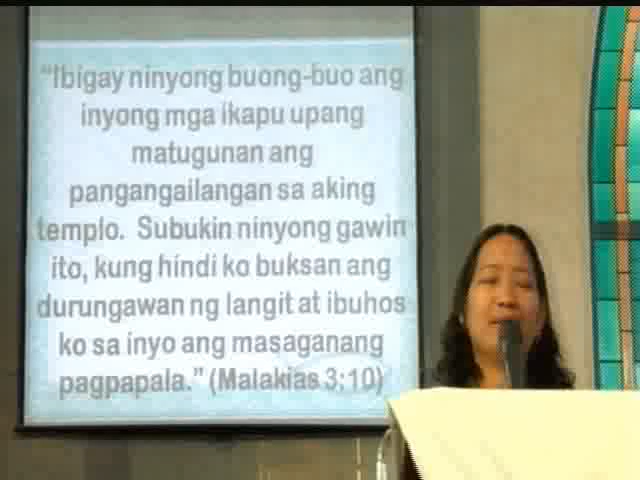 "Ibigay ninyong buong-buo ang
inyong mga ikapu upang
matugunan ang
pangangailangan sa aking
templo. Subukin ninyong gawin
ito, kung hindi ko buksan ang
durungawan ng langit at ibuhos
ko sa inyo ang masaganang
pagpapala." (Malakias 3:10)